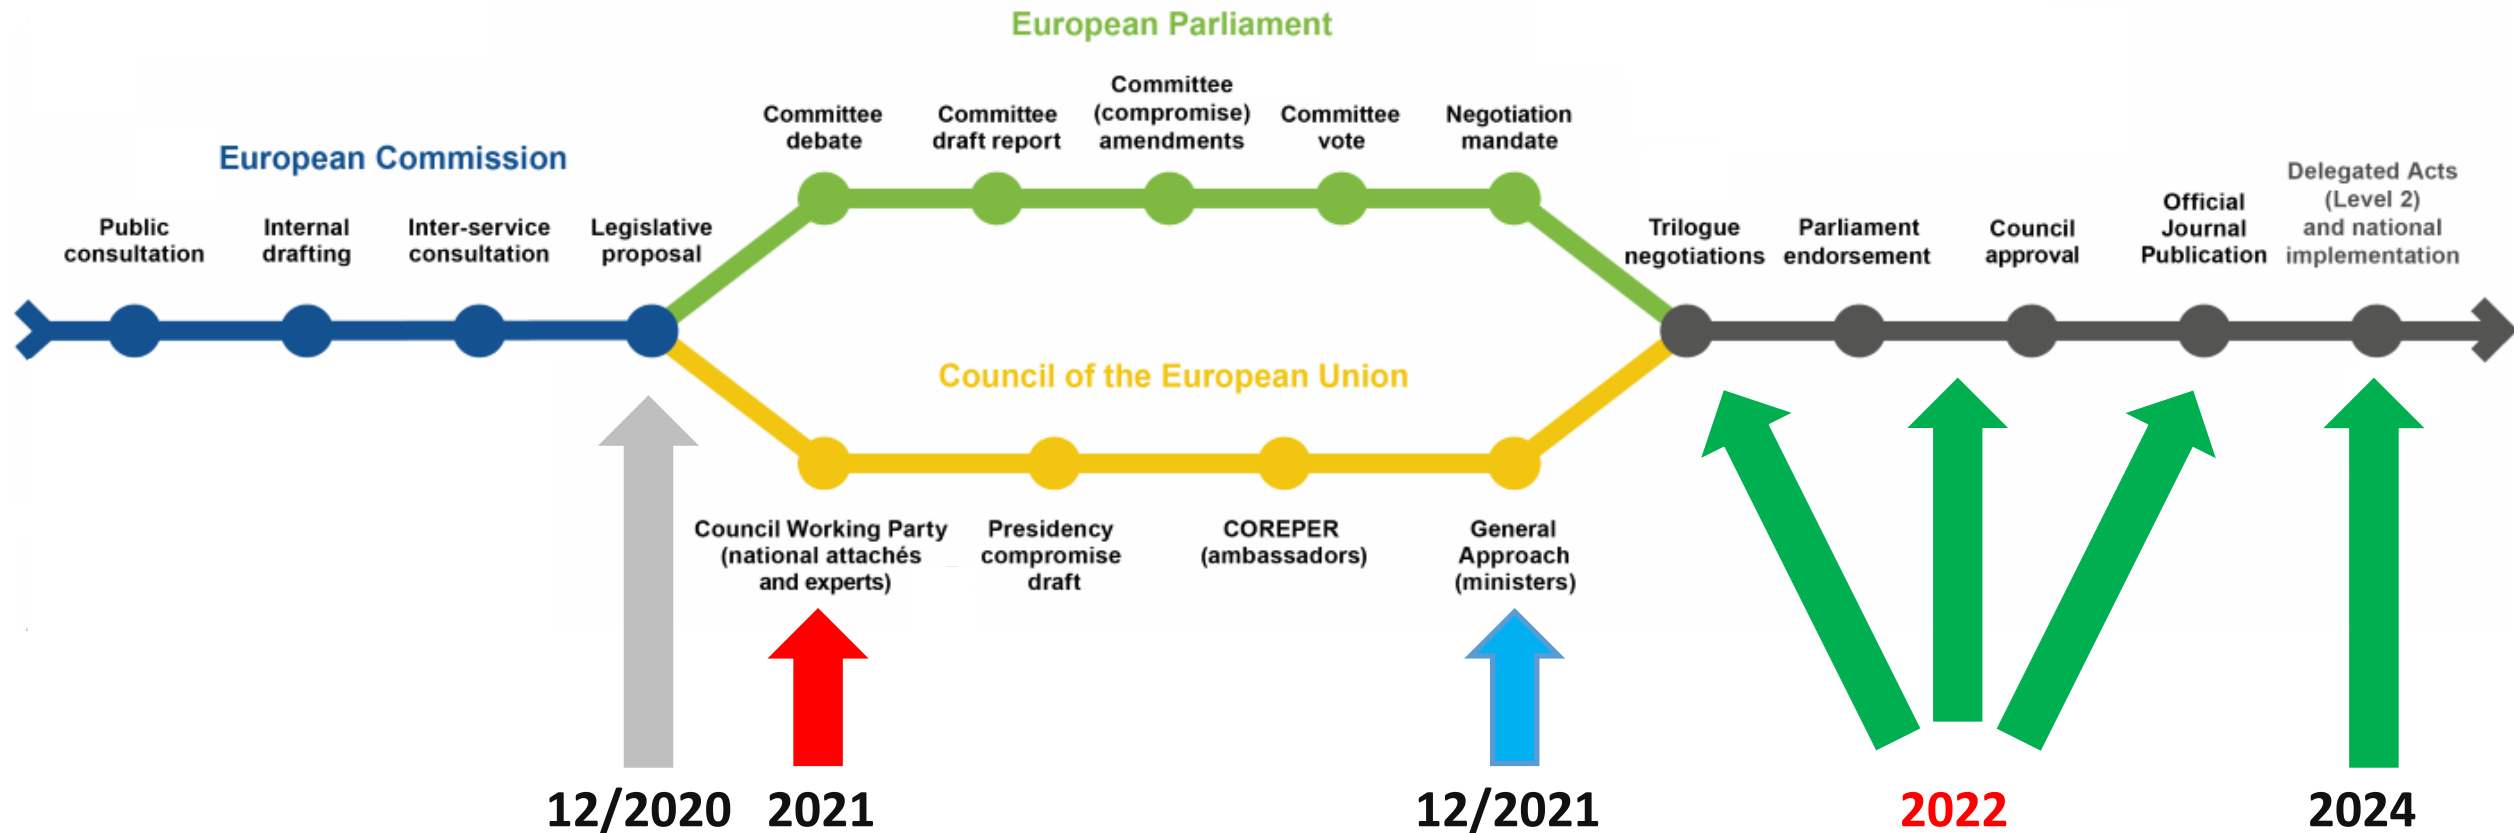 European Parliament
Committee
debate
Committee
draft report
Committee
(compromise)
amendments
Committee
vote
Negotiation
mandate
European Commission
Public
consultation
Internal
drafting
Inter-service
consultation
Legislative
proposal
Trilogue
negotiations
Parliament
endorsement
Council
approval
Official
Journal
Publication
Delegated Acts
(Level 2)
and national
implementation
Council of the European Union
Council Working Party
(national attachés
and experts)
Presidency
compromise
draft
COREPER
(ambassadors)
General
Approach
(ministers)
12/2020
2021
12/2021
2022
2024